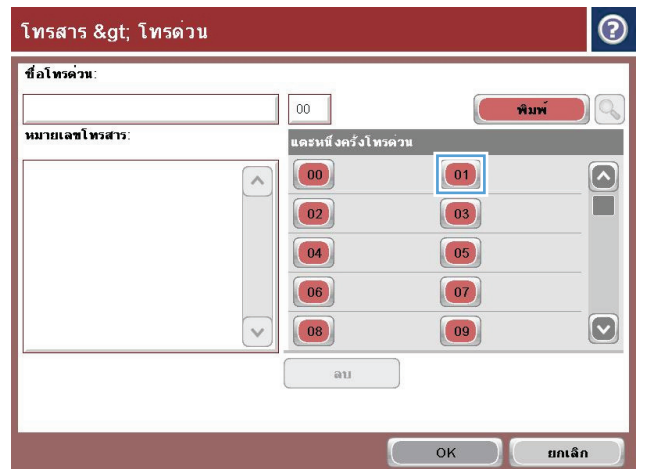 โทรสาร &gt; โทรด่วน
?
ชื่อโทรด่วน:
00
พิมพ์
หมายเลขโทรสาร:
แตะหนึ่งครั้งโทรด่วน
00 01
02 03
04 05
06 07
08 09
ลบ
OK ยกเลิก